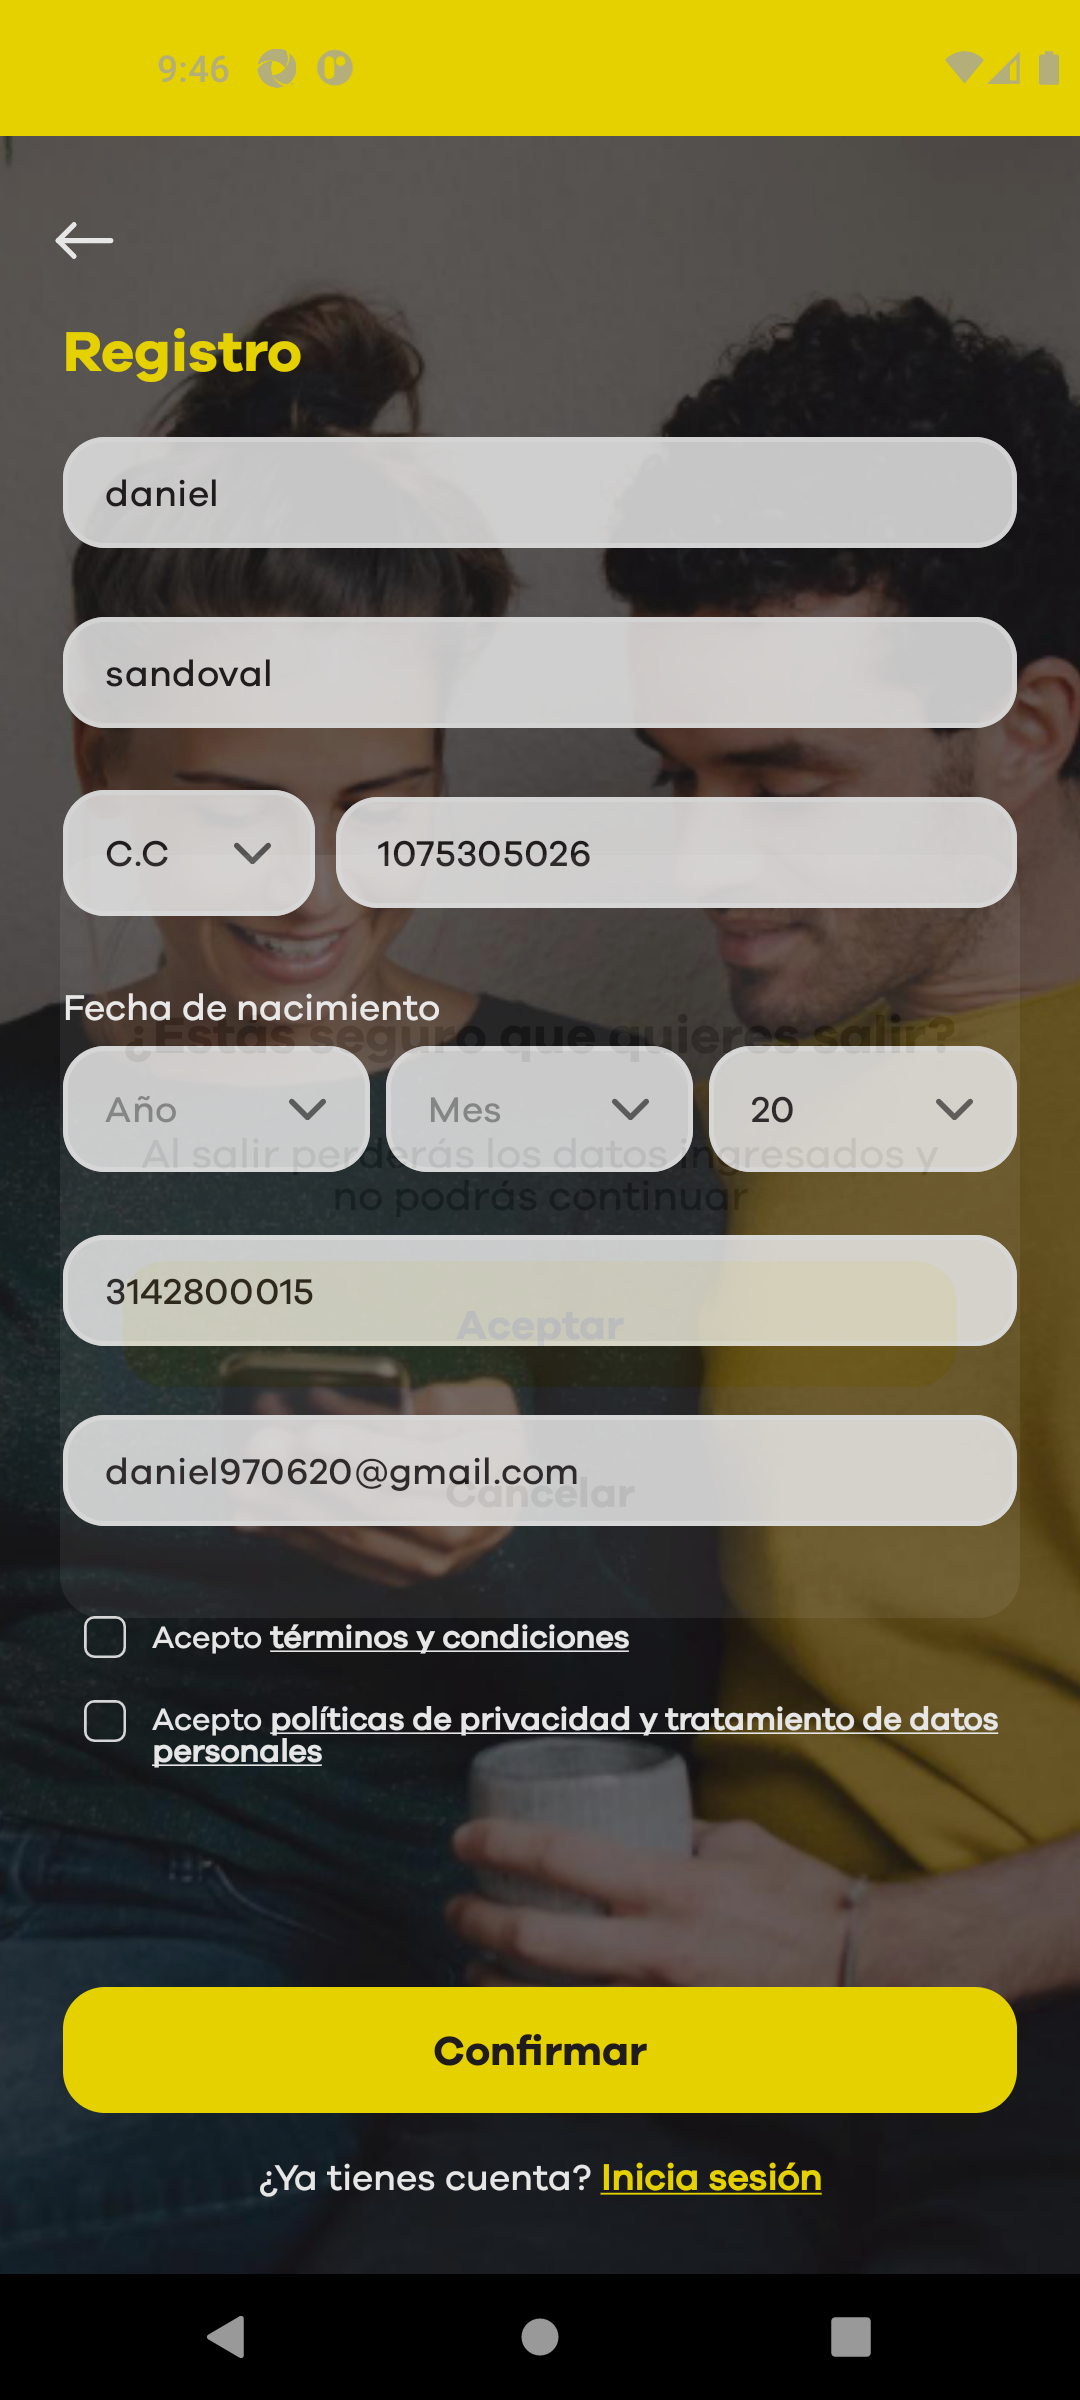 9:46
Registro
daniel
sandoval
C.C
1075305026
Fecha de nacimiento
¿Estas seguro que quieres salir?
Año
Mes
20
Al salir perderás los datos ingresados y
no podrás continuar
3142800015
Aceptar
daniel970620@gmail.com
Cancelar
Acepto términos y condiciones
Acepto políticas de privacidad y tratamiento de datos
personales
Confirmar
¿Ya tienes cuenta? Inicia sesión